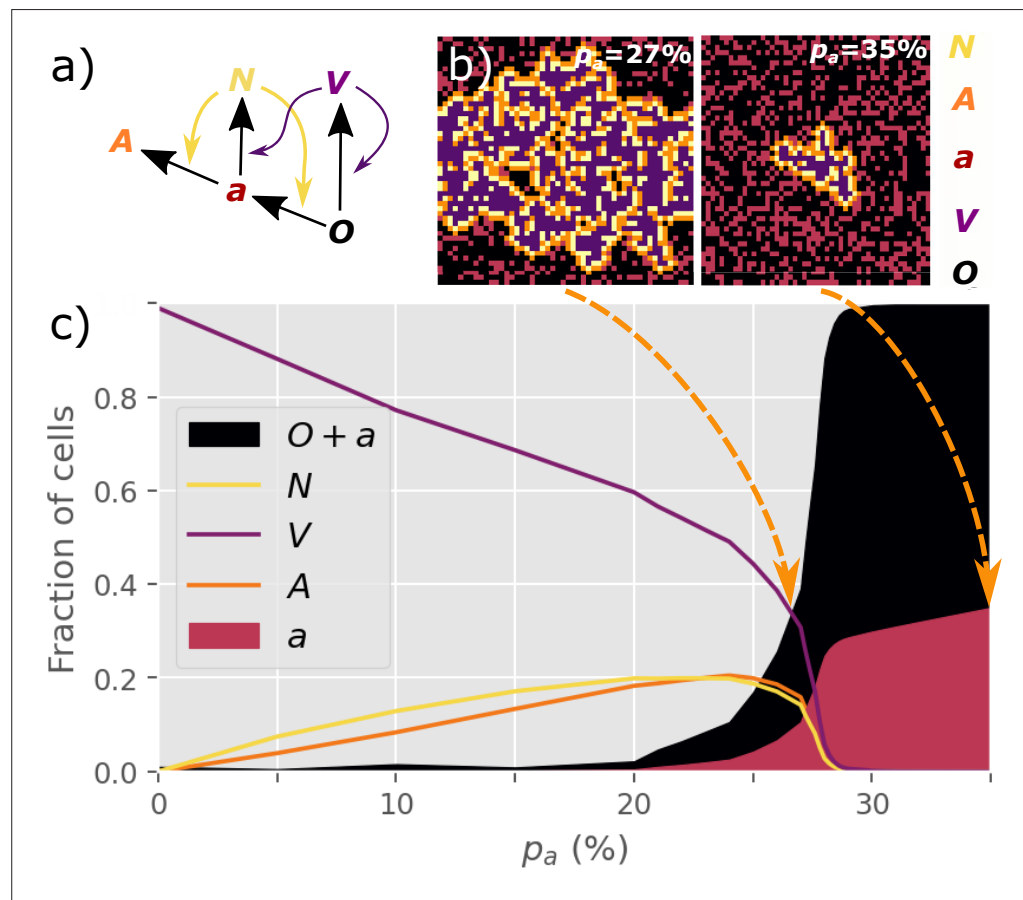 a)
N
V
A
a
O
b)
pₐ=27%
pₐ=35%
N
A
a
V
O
c)
0.8
0.6
0.4
0.2
0.0
Fraction of cells
O + a
N
V
A
a
0
10
20
30
pₐ (%)